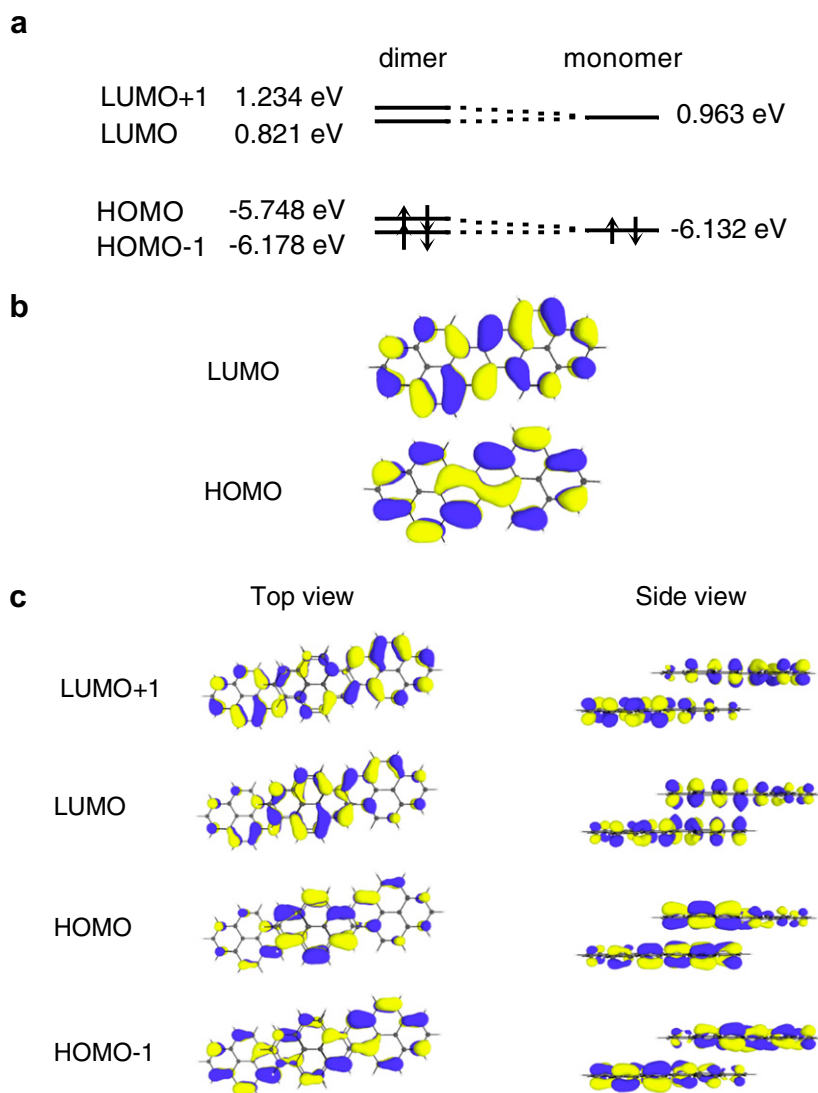 a
dimer monomer
LUMO+1 1.234 eV
0.963 eV
LUMO 0.821 eV
HOMO -5.748 eV
-6.132 eV
HOMO-1 -6.178 eV
b
LUMO
HOMO
c
Top view Side view
LUMO+1
LUMO
HOMO
HOMO-1